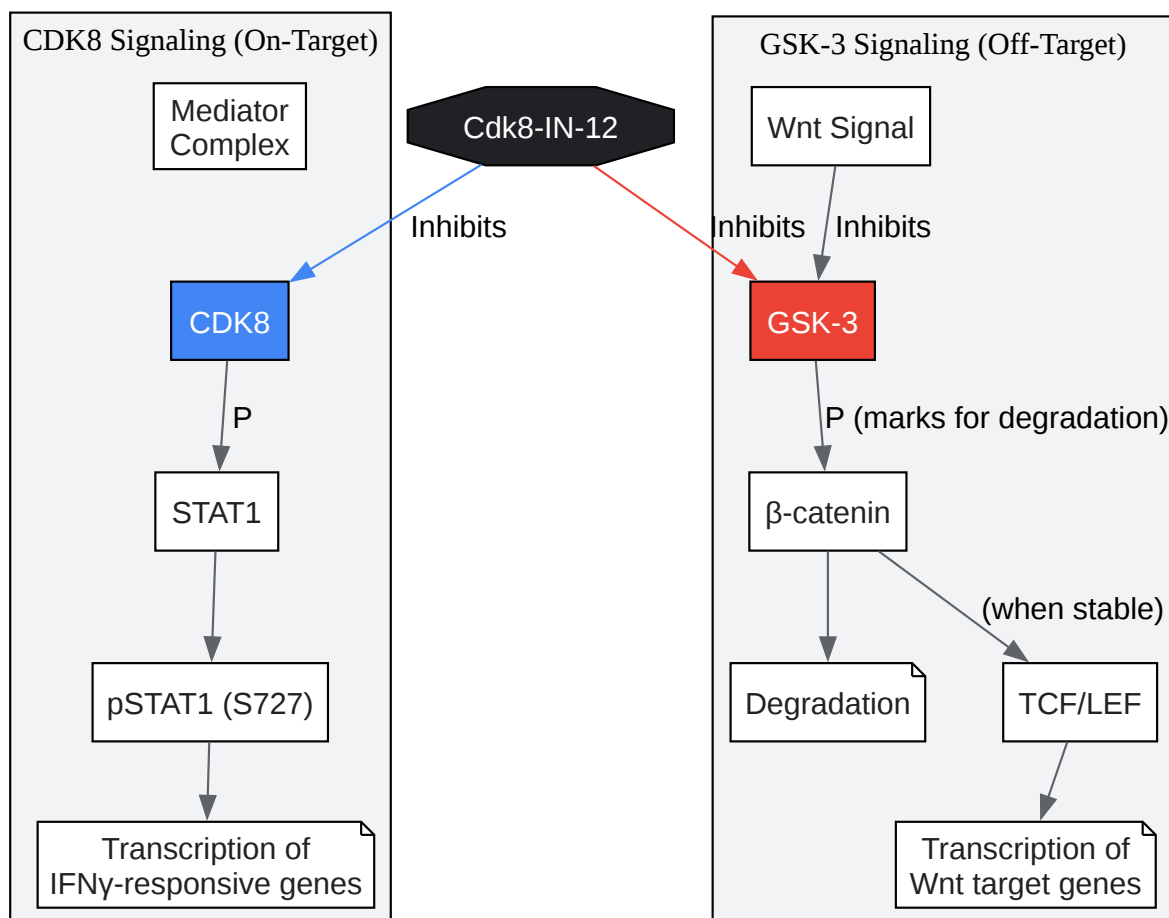 CDK8 Signaling (On-Target)
Mediator
Complex
CDK8
P
STAT1
pSTAT1 (S727)
Transcription of
IFNγ-responsive genes
Cdk8-IN-12
Inhibits
Inhibits
GSK-3 Signaling (Off-Target)
Wnt Signal
Inhibits
GSK-3
P (marks for degradation)
β-catenin
(when stable)
Degradation
TCF/LEF
Transcription of
Wnt target genes